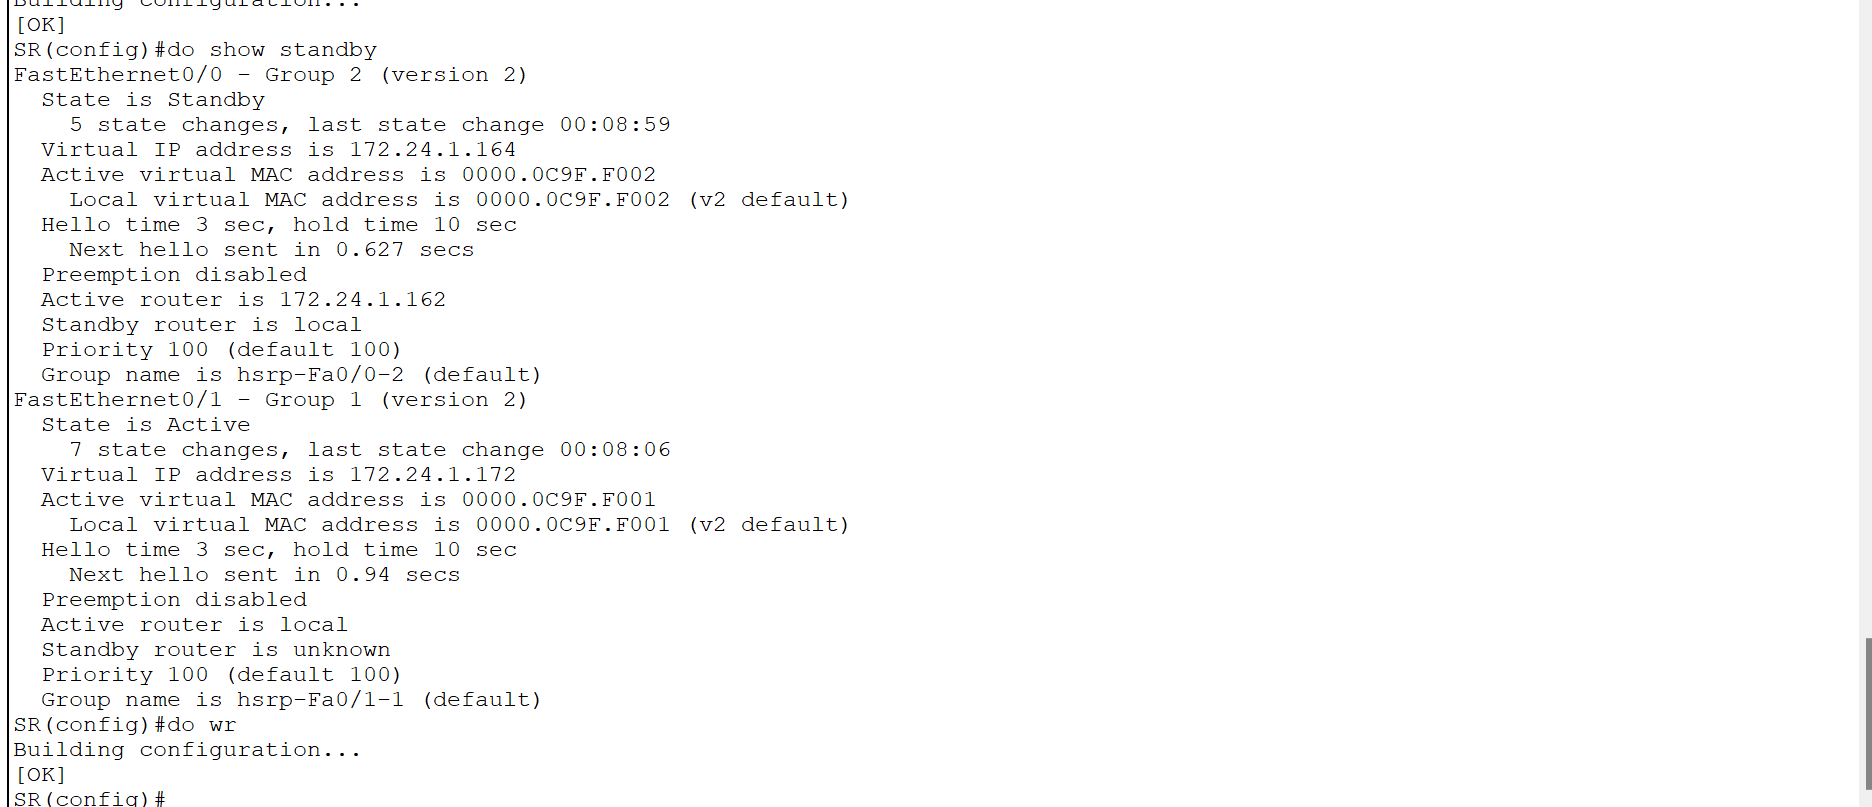 Building configuration...
[OK]
SR(config)#do show standby
FastEthernet0/0 - Group 2 (version 2)
  State is Standby
    5 state changes, last state change 00:08:59
  Virtual IP address is 172.24.1.164
  Active virtual MAC address is 0000.0C9F.F002
    Local virtual MAC address is 0000.0C9F.F002 (v2 default)
  Hello time 3 sec, hold time 10 sec
    Next hello sent in 0.627 secs
  Preemption disabled
  Active router is 172.24.1.162
  Standby router is local
  Priority 100 (default 100)
  Group name is hsrp-Fa0/0-2 (default)
FastEthernet0/1 - Group 1 (version 2)
  State is Active
    7 state changes, last state change 00:08:06
  Virtual IP address is 172.24.1.172
  Active virtual MAC address is 0000.0C9F.F001
    Local virtual MAC address is 0000.0C9F.F001 (v2 default)
  Hello time 3 sec, hold time 10 sec
    Next hello sent in 0.94 secs
  Preemption disabled
  Active router is local
  Standby router is unknown
  Priority 100 (default 100)
  Group name is hsrp-Fa0/1-1 (default)
SR(config)#do wr
Building configuration...
[OK]
SR(config)#